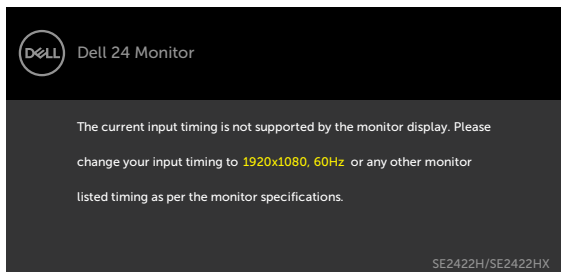 DELL
Dell 24 Monitor
The current input timing is not supported by the monitor display. Please
change your input timing to 1920x1080, 60Hz or any other monitor
listed timing as per the monitor specifications.
SE2422H/SE2422HX